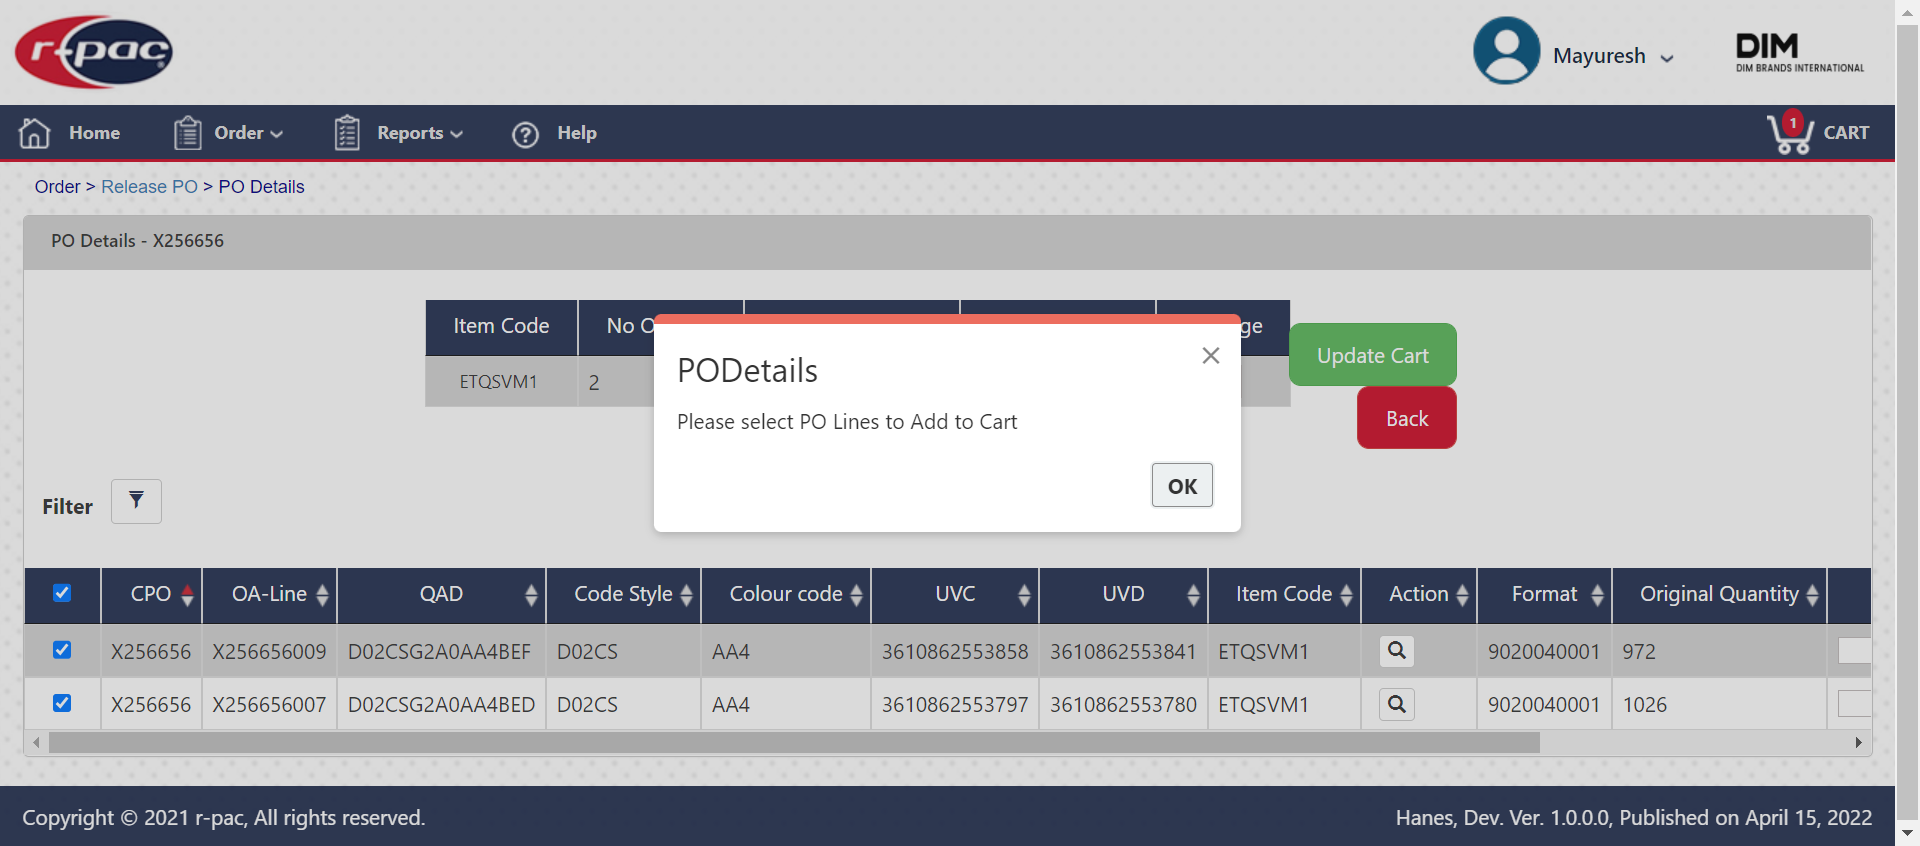 r-pac
Mayuresh
DIM
DIM BRANDS INTERNATIONAL
Home Order Reports Help 1 CART
Order > Release PO > PO Details
PO Details - X256656
Item Code No O ge
ETQSVM1 2
Update Cart
Back
PODetails
Please select PO Lines to Add to Cart
OK
Filter
CPO OA-Line QAD Code Style Colour code UVC UVD Item Code Action Format Original Quantity
X256656 X256656009 D02CSG2A0AA4BEF D02CS AA4 3610862553858 3610862553841 ETQSVM1 9020040001 972
X256656 X256656007 D02CSG2A0AA4BED D02CS AA4 3610862553797 3610862553780 ETQSVM1 9020040001 1026
Copyright © 2021 r-pac, All rights reserved. Hanes, Dev. Ver. 1.0.0.0, Published on April 15, 2022